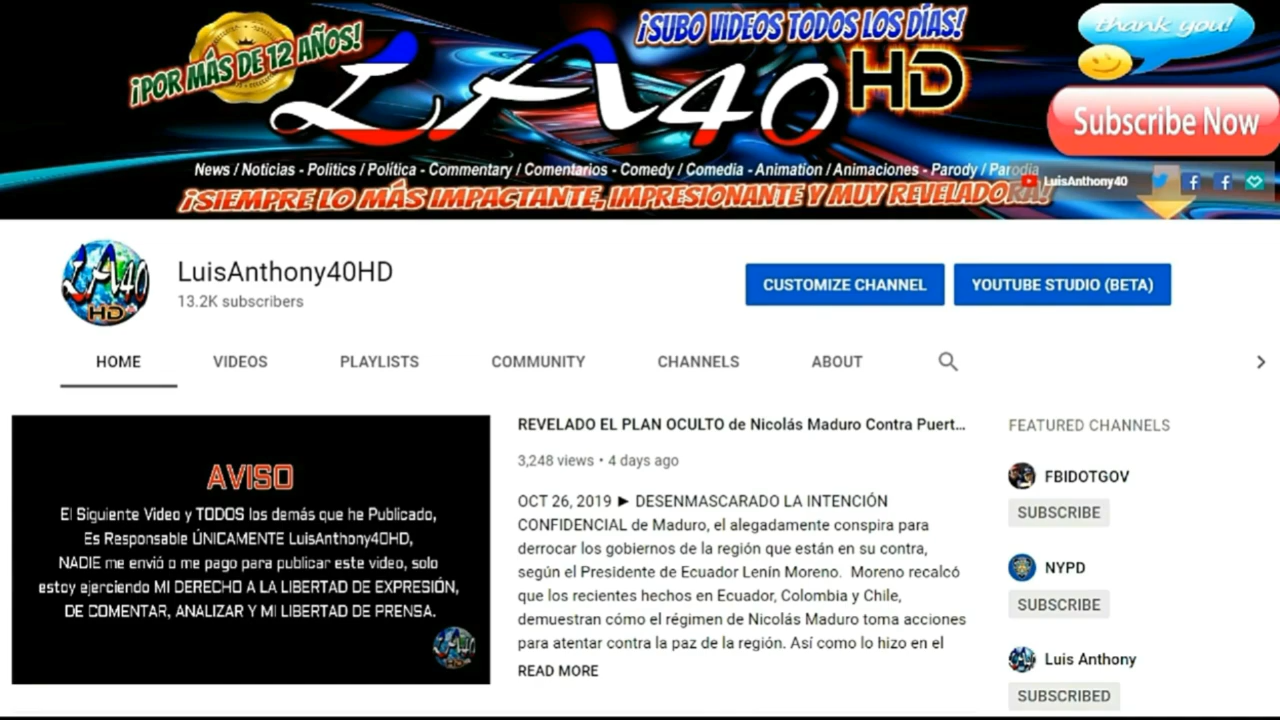 ¡POR MÁS DE 12 AÑOS!
¡SUBO VIDEOS TODOS LOS DÍAS!
LA40 HD
thank you!
Subscribe Now
News / Noticias - Politics / Política - Commentary / Comentarios - Comedy / Comedia - Animation / Animaciones - Parody / Parodia
LuisAnthony40
¡SIEMPRE LO MÁS IMPACTANTE, IMPRESIONANTE Y MUY REVELADORA!
LA40
HD
LuisAnthony40HD
13.2K subscribers
CUSTOMIZE CHANNEL
YOUTUBE STUDIO (BETA)
HOME VIDEOS PLAYLISTS COMMUNITY CHANNELS ABOUT
AVISO
El Siguiente Video y TODOS los demás que he Publicado,
Es Responsable ÚNICAMENTE LuisAnthony40HD,
NADIE me envió o me pago para publicar este video, solo
estoy ejerciendo MI DERECHO A LA LIBERTAD DE EXPRESIÓN,
DE COMENTAR, ANALIZAR Y MI LIBERTAD DE PRENSA.
REVELADO EL PLAN OCULTO de Nicolás Maduro Contra Puert...
3,248 views • 4 days ago
OCT 26, 2019 ► DESENMASCARADO LA INTENCIÓN
CONFIDENCIAL de Maduro, el alegadamente conspira para
derrocar los gobiernos de la región que están en su contra,
según el Presidente de Ecuador Lenín Moreno. Moreno recalcó
que los recientes hechos en Ecuador, Colombia y Chile,
demuestran cómo el régimen de Nicolás Maduro toma acciones
para atentar contra la paz de la región. Así como lo hizo en el
READ MORE
FEATURED CHANNELS
FBIDOTGOV
SUBSCRIBE
NYPD
SUBSCRIBE
Luis Anthony
SUBSCRIBED